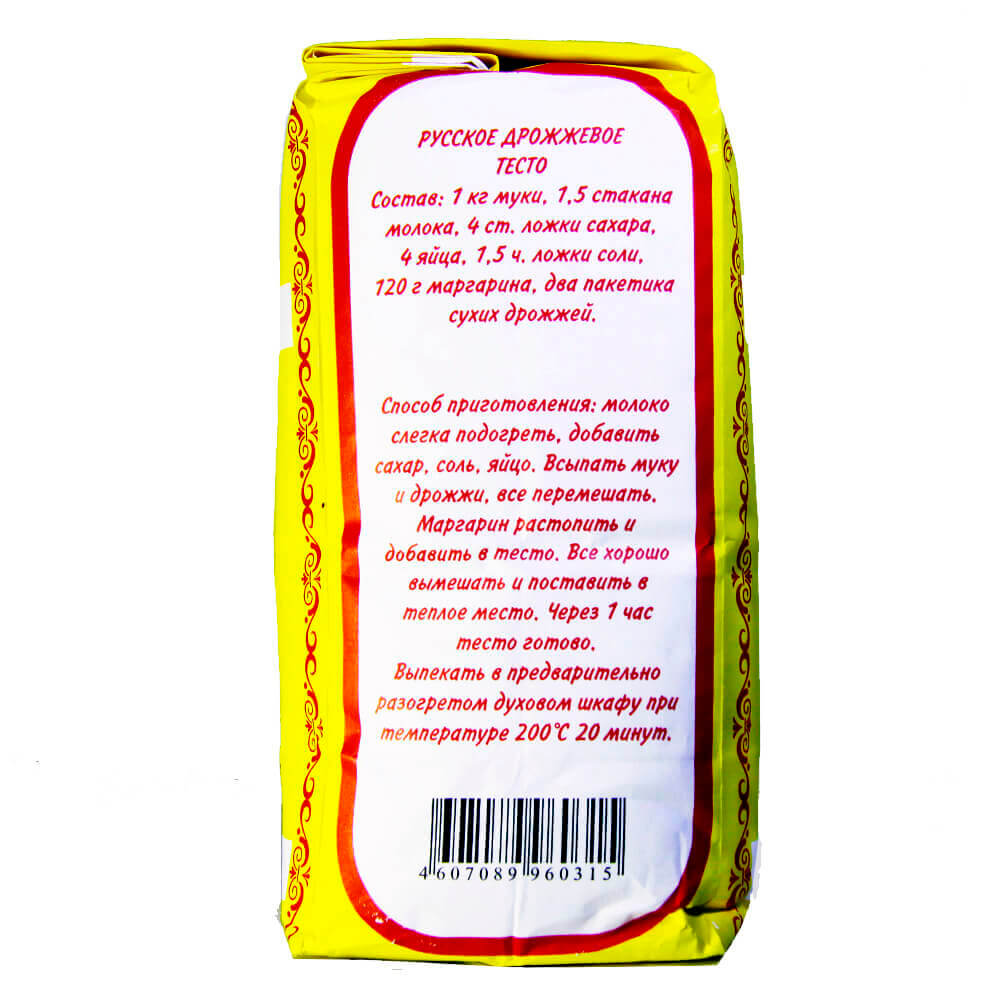 РУССКОЕ ДРОЖЖЕВОЕ
ТЕСТО
Состав: 1 кг муки, 1,5 стакана
молока, 4 ст. ложки сахара,
4 яйца, 1,5 ч. ложки соли,
120 г маргарина, два пакетика
сухих дрожжей.
Способ приготовления: молоко
слегка подогреть, добавить
сахар, соль, яйцо. Всыпать муку
и дрожжи, все перемешать.
Маргарин растопить и
добавить в тесто. Все хорошо
вымешать и поставить в
теплое место. Через 1 час
тесто готово.
Выпекать в предварительно
разогретом духовом шкафу при
температуре 200°С 20 минут.
4 607089 960315